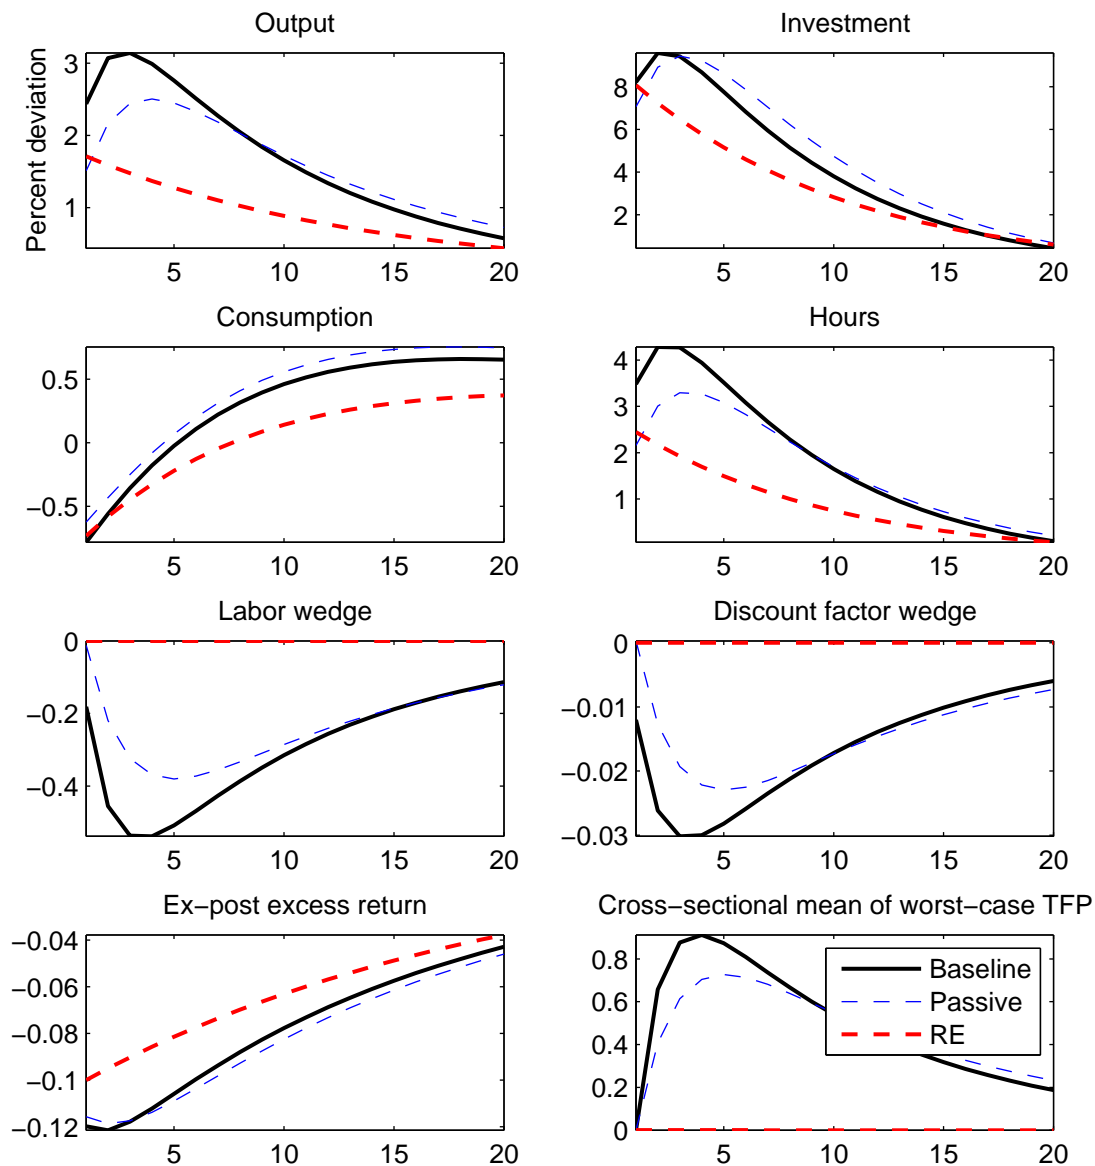 Output
Percent deviation
3
2
1
5 10 15 20
Investment
8
6
4
2
5 10 15 20
Consumption
0.5
0
−0.5
5 10 15 20
Hours
4
3
2
1
5 10 15 20
Labor wedge
0
−0.2
−0.4
5 10 15 20
Discount factor wedge
0
−0.01
−0.02
−0.03
5 10 15 20
Ex−post excess return
−0.04
−0.06
−0.08
−0.1
−0.12
5 10 15 20
Cross−sectional mean of worst−case TFP
0.8
0.6
0.4
0.2
0
5 10 15 20
Baseline
Passive
RE